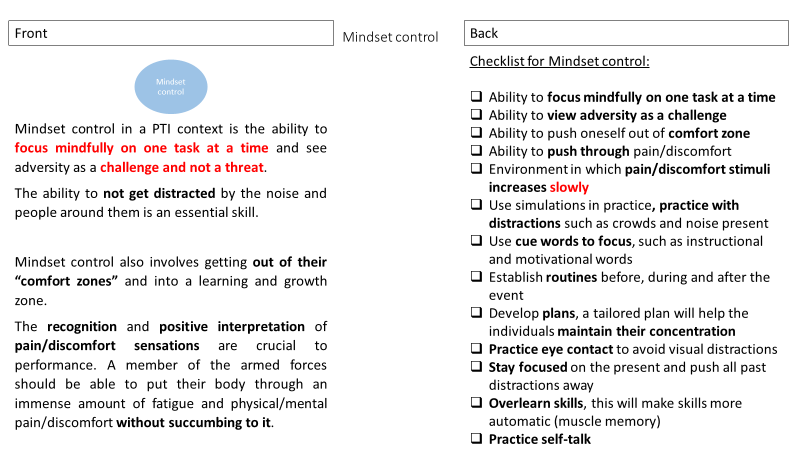 Front
Mindset control
Back
Mindset
control
Mindset control in a PTI context is the ability to
focus mindfully on one task at a time and see
adversity as a challenge and not a threat.
The ability to not get distracted by the noise and
people around them is an essential skill.
Mindset control also involves getting out of their
“comfort zones” and into a learning and growth
zone.
The recognition and positive interpretation of
pain/discomfort sensations are crucial to
performance. A member of the armed forces
should be able to put their body through an
immense amount of fatigue and physical/mental
pain/discomfort without succumbing to it.
Checklist for Mindset control:
❑ Ability to focus mindfully on one task at a time
❑ Ability to view adversity as a challenge
❑ Ability to push oneself out of comfort zone
❑ Ability to push through pain/discomfort
❑ Environment in which pain/discomfort stimuli
increases slowly
❑ Use simulations in practice, practice with
distractions such as crowds and noise present
❑ Use cue words to focus, such as instructional
and motivational words
❑ Establish routines before, during and after the
event
❑ Develop plans, a tailored plan will help the
individuals maintain their concentration
❑ Practice eye contact to avoid visual distractions
❑ Stay focused on the present and push all past
distractions away
❑ Overlearn skills, this will make skills more
automatic (muscle memory)
❑ Practice self-talk